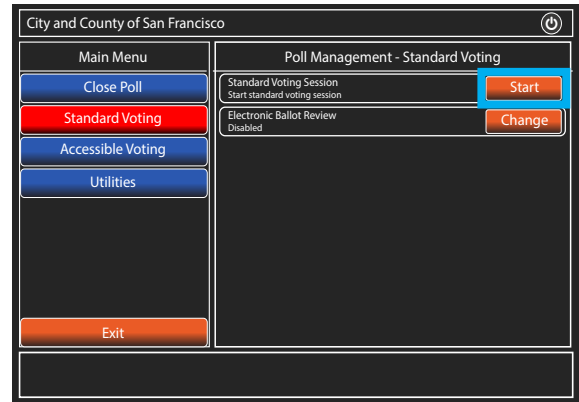 City and County of San Francisco
Main Menu
Close Poll
Standard Voting
Accessible Voting
Utilities
Exit
Poll Management - Standard Voting
Standard Voting Session
Start standard voting session
Start
Electronic Ballot Review
Disabled
Change